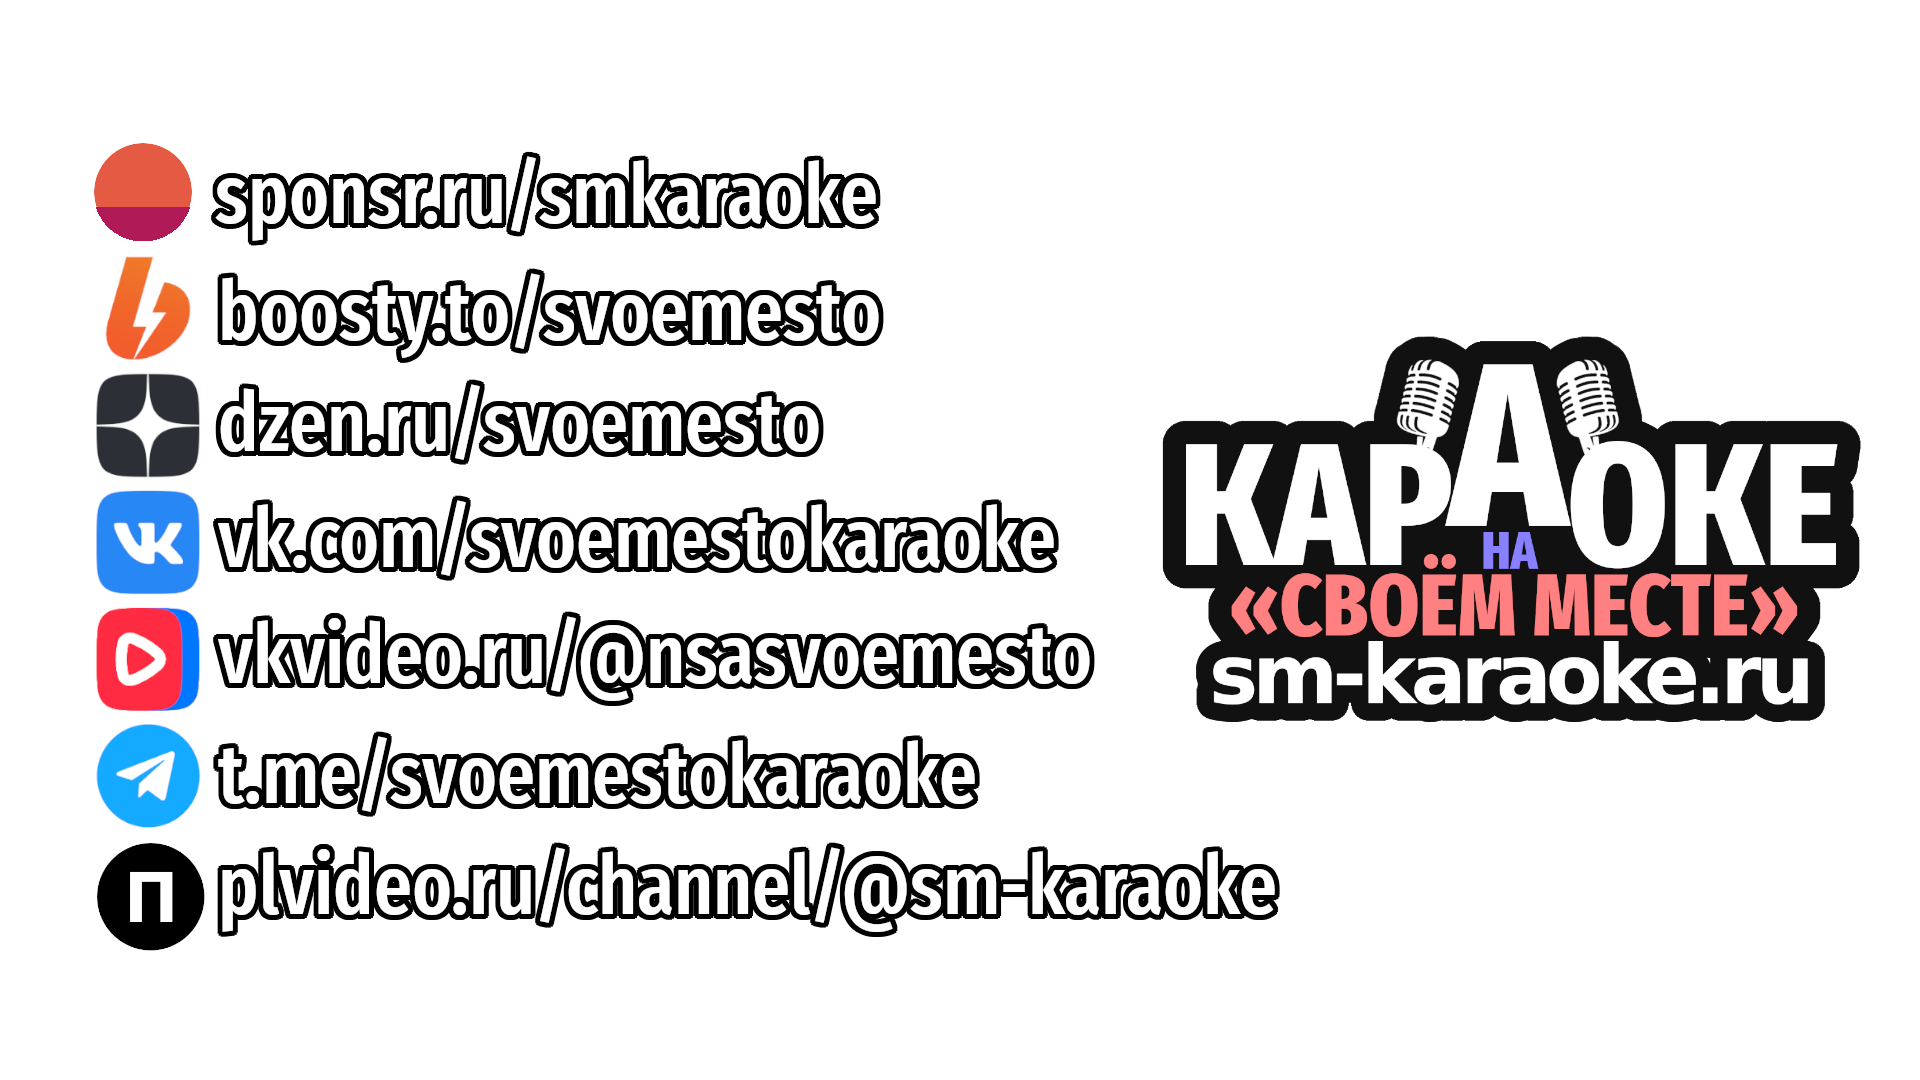 sponsr.ru/smkaraoke
boosty.to/svoemesto
dzen.ru/svoemesto
vk.com/svoemestokaraoke
vkvideo.ru/@nsasvoemesto
t.me/svoemestokaraoke
П plvideo.ru/channel/@sm-karaoke
КАРАОКЕ
НА
«СВОЁМ МЕСТЕ»
sm-karaoke.ru